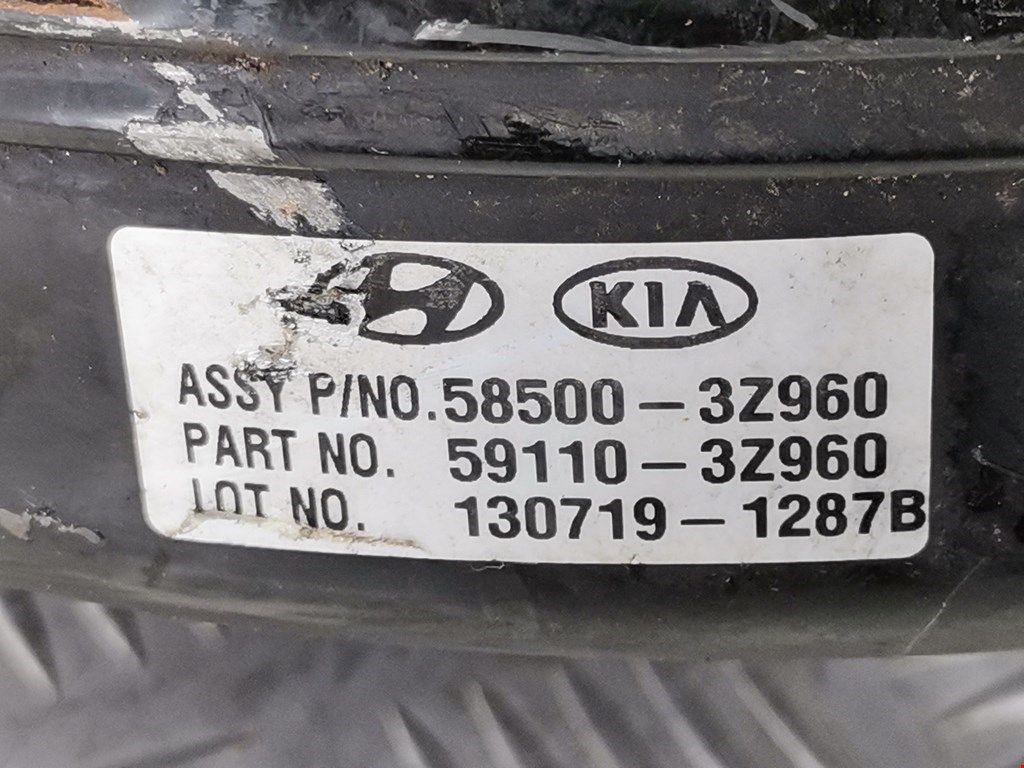 KIA
ASSY P/NO. 58500-3Z960
PART NO. 59110-3Z960
LOT NO. 130719-1287B